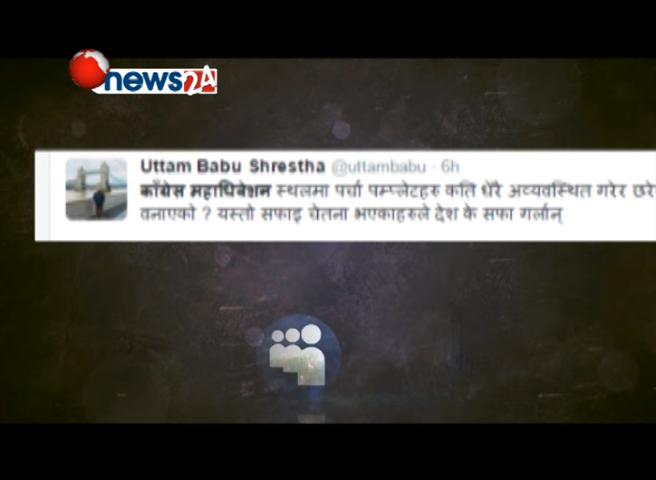 news24
Uttam Babu Shrestha @uttambabu · 6h
काँग्रेस महाधिवेशन स्थलमा पर्चा पम्प्लेटहरु कति धेरै अव्यवस्थित गरेर छरे
वनाएको ? यस्तो सफाइ चेतना भएकाहरुले देश के सफा गर्लान्